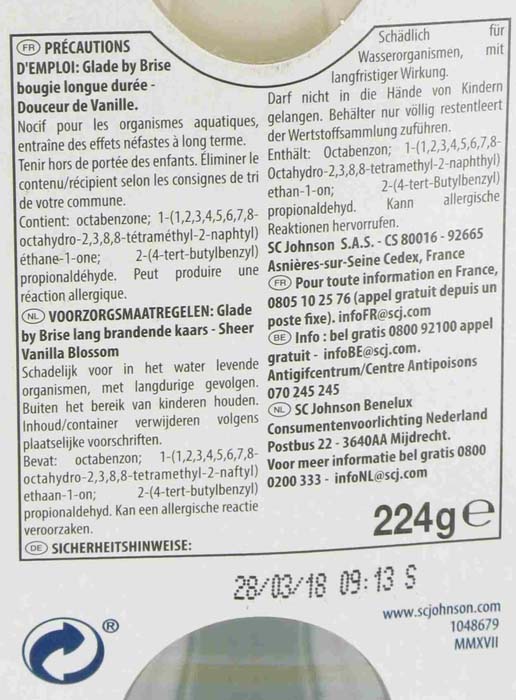 FR PRÉCAUTIONS
D'EMPLOI: Glade by Brise
bougie longue durée -
Douceur de Vanille.
Nocif pour les organismes aquatiques,
entraîne des effets néfastes à long terme.
Tenir hors de portée des enfants. Éliminer le
contenu/récipient selon les consignes de tri
de votre commune.
Contient: octabenzone; 1-(1,2,3,4,5,6,7,8-
octahydro-2,3,8,8-tétraméthyl-2-naphtyl)
éthane-1-one; 2-(4-tert-butylbenzyl)
propionaldéhyde. Peut produire une
réaction allergique.
NL VOORZORGSMAATREGELEN: Glade
by Brise lang brandende kaars - Sheer
Vanilla Blossom
Schadelijk voor in het water levende
organismen, met langdurige gevolgen.
Buiten het bereik van kinderen houden.
Inhoud/container verwijderen volgens
plaatselijke voorschriften.
Bevat: octabenzon; 1-(1,2,3,4,5,6,7,8-
octahydro-2,3,8,8-tetramethyl-2-naftyl)
ethaan-1-on; 2-(4-tert-butylbenzyl)
propionaldehyd. Kan een allergische reactie
veroorzaken.
DE SICHERHEITSHINWEISE:
Schädlich für
Wasserorganismen, mit
langfristiger Wirkung.
Darf nicht in die Hände von Kindern
gelangen. Behälter nur völlig restentleert
der Wertstoffsammlung zuführen.
Enthält: Octabenzon; 1-(1,2,3,4,5,6,7,8-
Octahydro-2,3,8,8-tetramethyl-2-naphthyl)
ethan-1-on; 2-(4-tert-Butylbenzyl)
propionaldehyd. Kann allergische
Reaktionen hervorrufen.
SC Johnson S.A.S. - CS 80016 - 92665
Asnières-sur-Seine Cedex, France
FR Pour toute information en France,
0805 10 25 76 (appel gratuit depuis un
poste fixe). infoFR@scj.com
BE Info : bel gratis 0800 92100 appel
gratuit - infoBE@scj.com.
Antigifcentrum/Centre Antipoisons
070 245 245
NL SC Johnson Benelux
Consumentenvoorlichting Nederland
Postbus 22 - 3640AA Mijdrecht.
Voor meer informatie bel gratis 0800
0200 333 - infoNL@scj.com
224g e
28/03/18 09:13 S
www.scjohnson.com
1048679
MMXVII
®